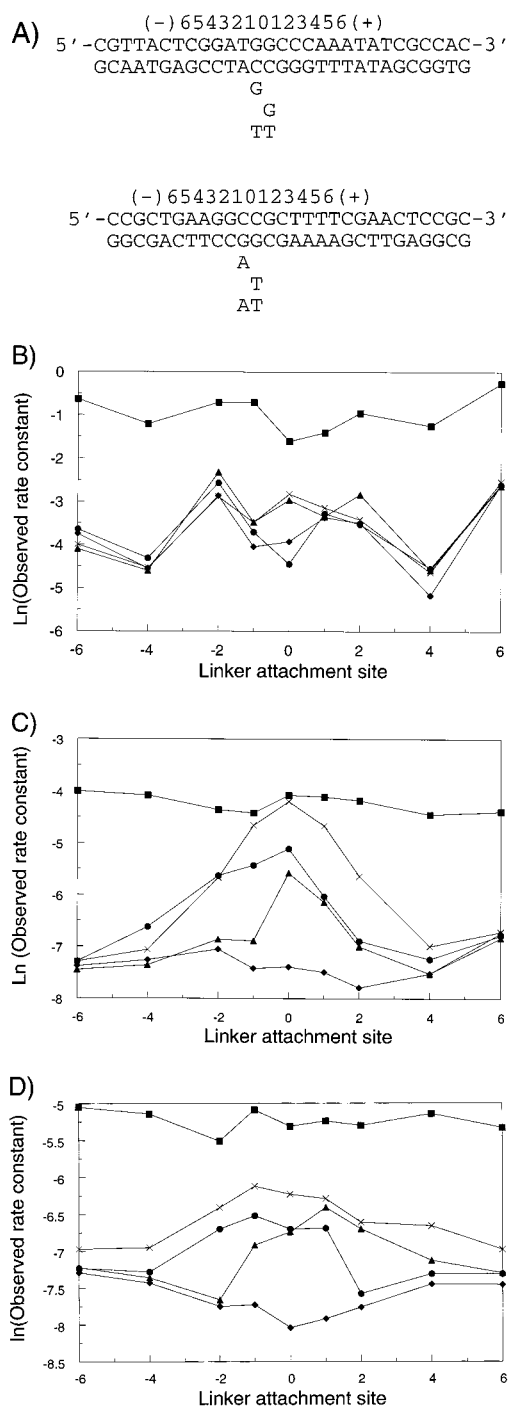 A)
(-)6543210123456(+)
5'-CGTTACTCGGATGGCCCAAATATCGCCAC-3'
GCAATGAGCCTACCGGGTTTATAGCGGTG
G
G
TT
(-)6543210123456(+)
5'-CCGCTGAAGGCCGCTTTTCGAACTCCGC-3'
GGCGACTTCCGGCGAAAAGCTTGAGGCG
A
T
AT
B)
0
-1
-2
-3
-4
-5
-6
Ln(Observed rate constant)
-6 -4 -2 0 2 4 6
Linker attachment site
C)
-3
-4
-5
-6
-7
-8
Ln (Observed rate constant)
-6 -4 -2 0 2 4 6
Linker attachment site
D)
-5
-5.5
-6
-6.5
-7
-7.5
-8
-8.5
ln(Observed rate constant)
-6 -4 -2 0 2 4 6
Linker attachment site